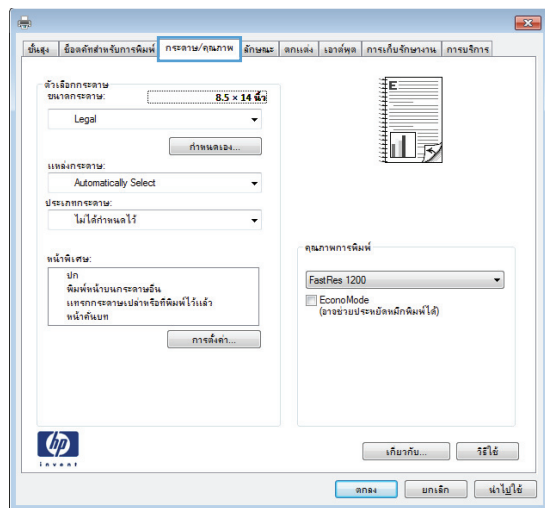 ขั้นสูง ช็อตคัทสำหรับการพิมพ์ กระดาษ/คุณภาพ ลักษณะ ตกแต่ง เอาต์พุต การเก็บรักษางาน การบริการ
ตัวเลือกกระดาษ
ขนาดกระดาษ: 8.5 × 14 นิ้ว
Legal
กำหนดเอง...
แหล่งกระดาษ:
Automatically Select
ประเภทกระดาษ:
ไม่ได้กำหนดไว้
หน้าพิเศษ:
ปก
พิมพ์หน้าบนกระดาษอื่น
แทรกกระดาษเปล่าหรือที่พิมพ์ไว้แล้ว
หน้าคั่นบท
การตั้งค่า...
E
คุณภาพการพิมพ์
FastRes 1200
EconoMode
(อาจช่วยประหยัดหมึกพิมพ์ได้)
hp
invent
เกี่ยวกับ... วิธีใช้
ตกลง ยกเลิก นำไปใช้